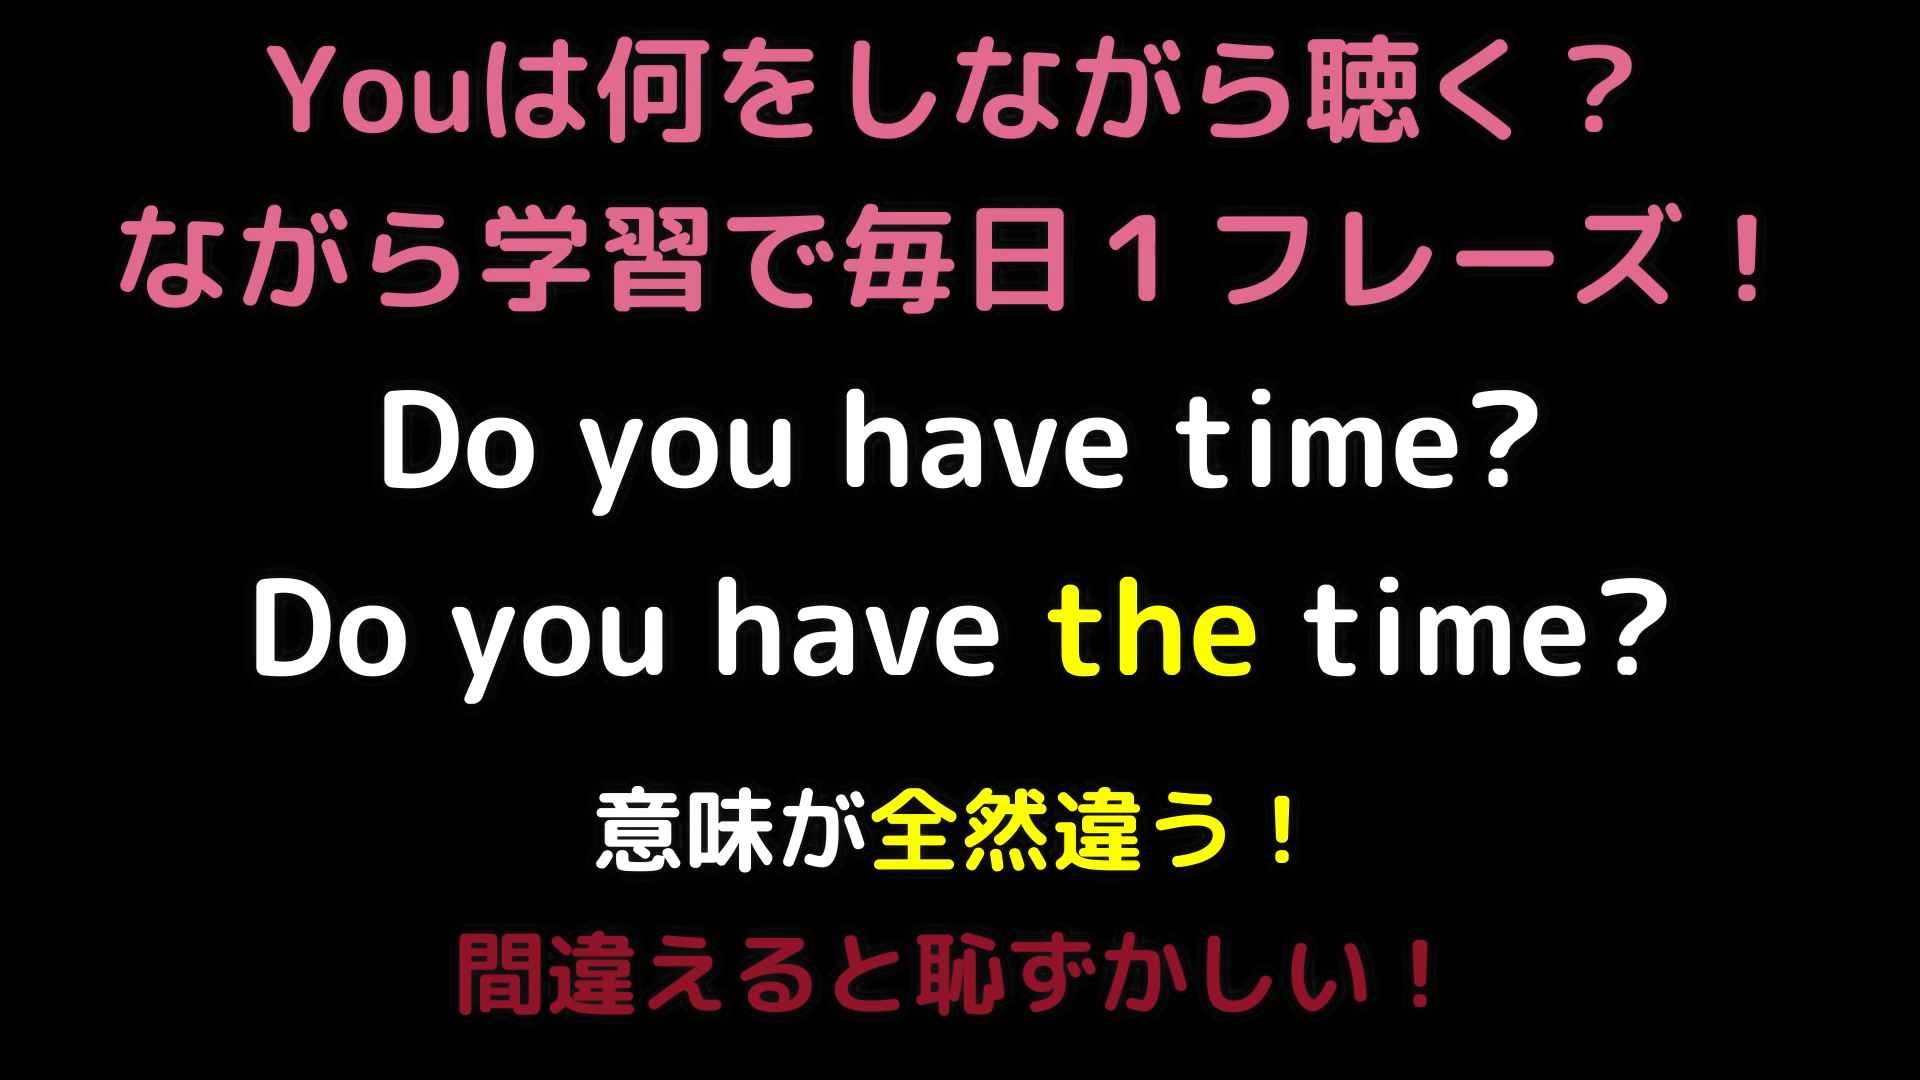 Youは何をしながら聴く？
ながら学習で毎日１フレーズ！
Do you have time?
Do you have the time?
意味が全然違う！
間違えると恥ずかしい！